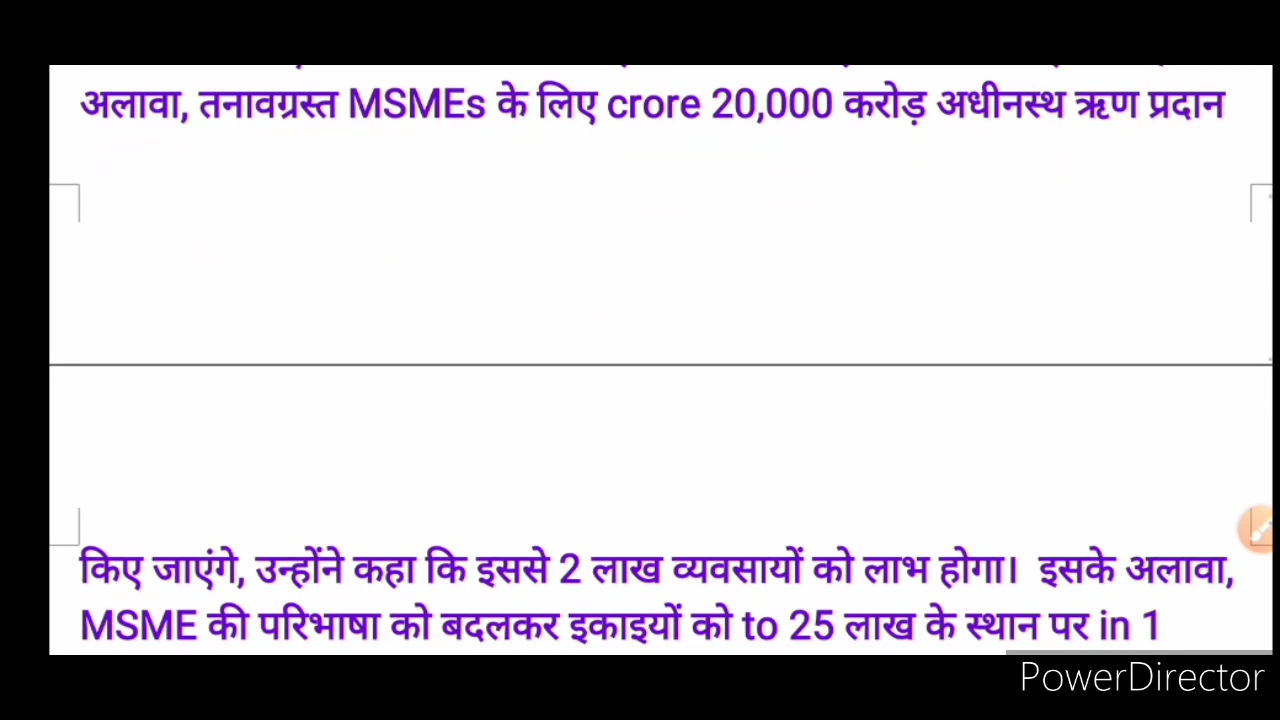 अलावा, तनावग्रस्त MSMEs के लिए crore 20,000 करोड़ अधीनस्थ ऋण प्रदान
किए जाएंगे, उन्होंने कहा कि इससे 2 लाख व्यवसायों को लाभ होगा। इसके अलावा,
MSME की परिभाषा को बदलकर इकाइयों को to 25 लाख के स्थान पर in 1
PowerDirector